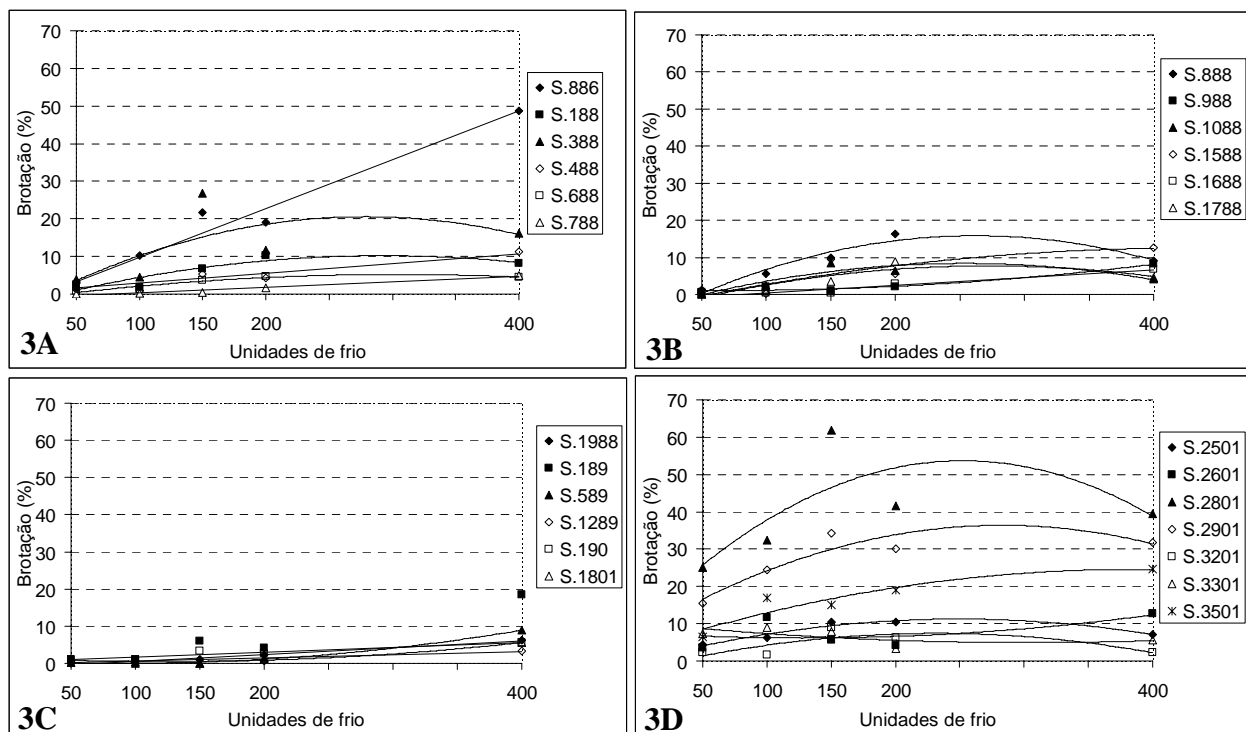 70
60
50
40
30
20
10
0
Brotação (%)
50 100 150 200 400
Unidades de frio
3A
S.886
S.188
S.388
S.488
S.688
S.788
70
60
50
40
30
20
10
0
Brotação (%)
50 100 150 200 400
Unidades de frio
3B
S.888
S.988
S.1088
S.1588
S.1688
S.1788
70
60
50
40
30
20
10
0
Brotação (%)
50 100 150 200 400
Unidades de frio
3C
S.1988
S.189
S.589
S.1289
S.190
S.1801
70
60
50
40
30
20
10
0
Brotação (%)
50 100 150 200 400
Unidades de frio
3D
S.2501
S.2601
S.2801
S.2901
S.3201
S.3301
S.3501